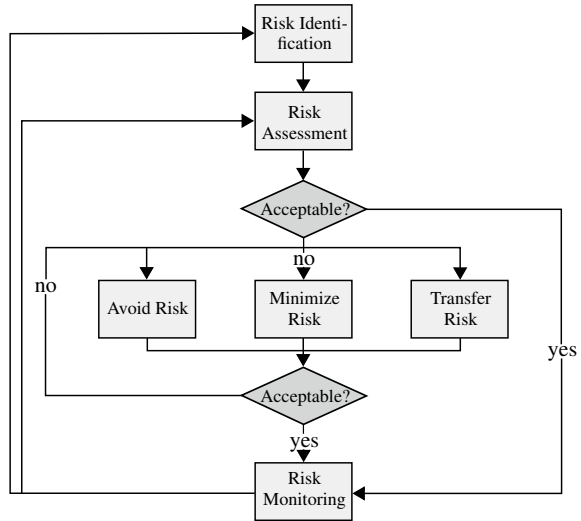 Risk Identi-
fication
Risk
Assessment
Acceptable?
no
no
Avoid Risk
Minimize
Risk
Transfer
Risk
yes
Acceptable?
yes
Risk
Monitoring